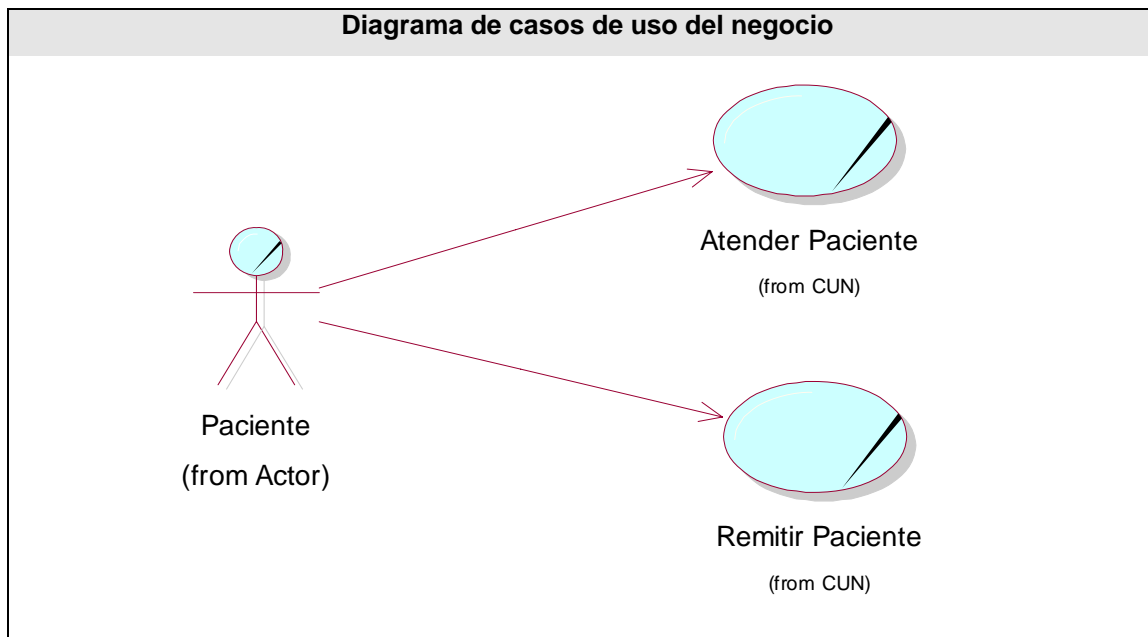 Diagrama de casos de uso del negocio
Atender Paciente
(from CUN)
Paciente
(from Actor)
Remitir Paciente
(from CUN)